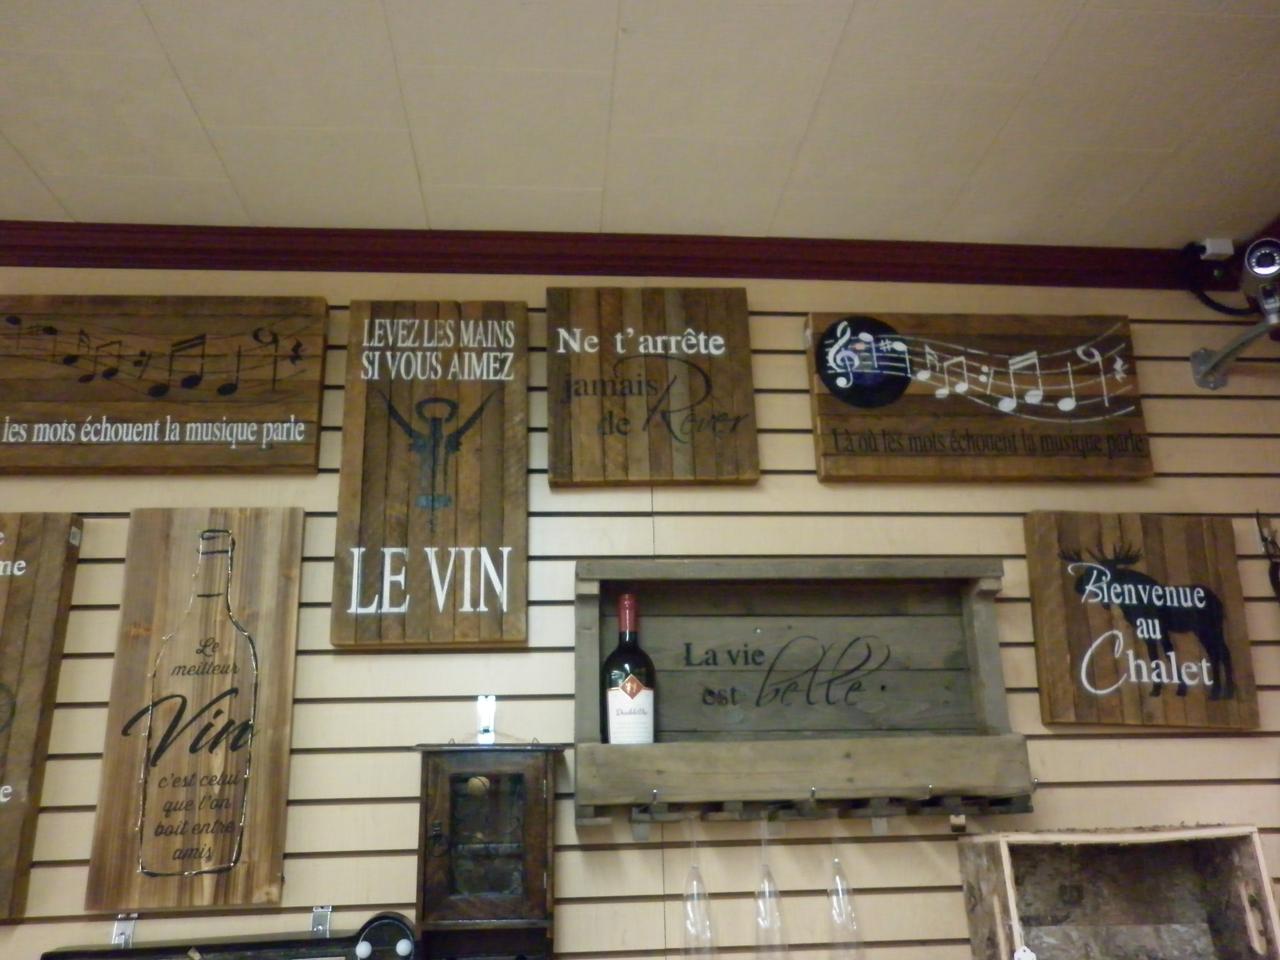 les mots échouent la musique parle
LEVEZ LES MAINS
SI VOUS AIMEZ
LE VIN
Ne t'arrête
jamais
de Rêver
Là où les mots échouent la musique parle
me
e
Le
meilleur
Vin
c'est celui
que l'on
boit entre
amis
La vie
est belle.
Bienvenue
au
Chalet